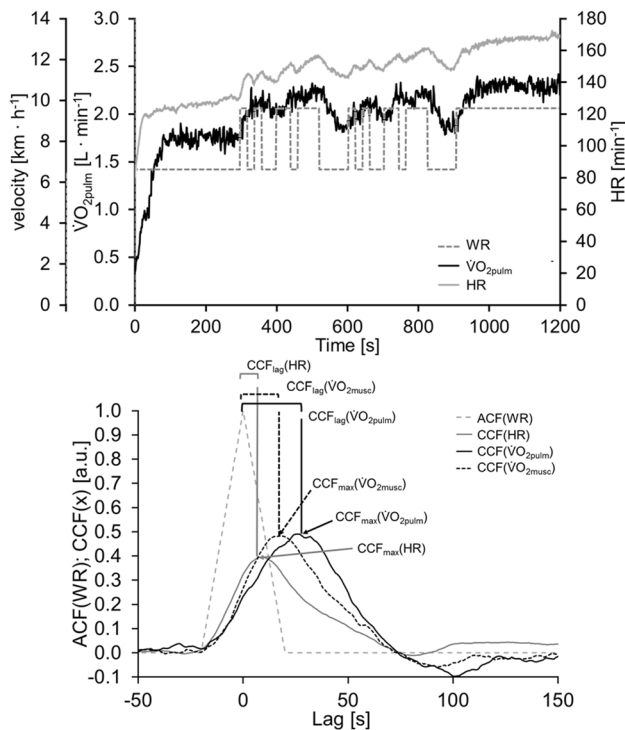 14
12
10
8
6
4
2
0
velocity [km · h⁻¹]
3.0
2.5
2.0
1.5
1.0
0.5
0.0
V̇O2pulm [L · min⁻¹]
180
160
140
120
100
80
60
40
20
0
HR [min⁻¹]
WR
V̇O2pulm
HR
0 200 400 600 800 1000 1200
Time [s]
CCFlag(HR)
CCFlag(V̇O2musc)
CCFlag(V̇O2pulm)
ACF(WR)
CCF(HR)
CCF(V̇O2pulm)
CCF(V̇O2musc)
CCFmax(V̇O2musc)
CCFmax(V̇O2pulm)
CCFmax(HR)
1.0
0.9
0.8
0.7
0.6
0.5
0.4
0.3
0.2
0.1
0.0
-0.1
ACF(WR); CCF(x) [a.u.]
-50 0 50 100 150
Lag [s]